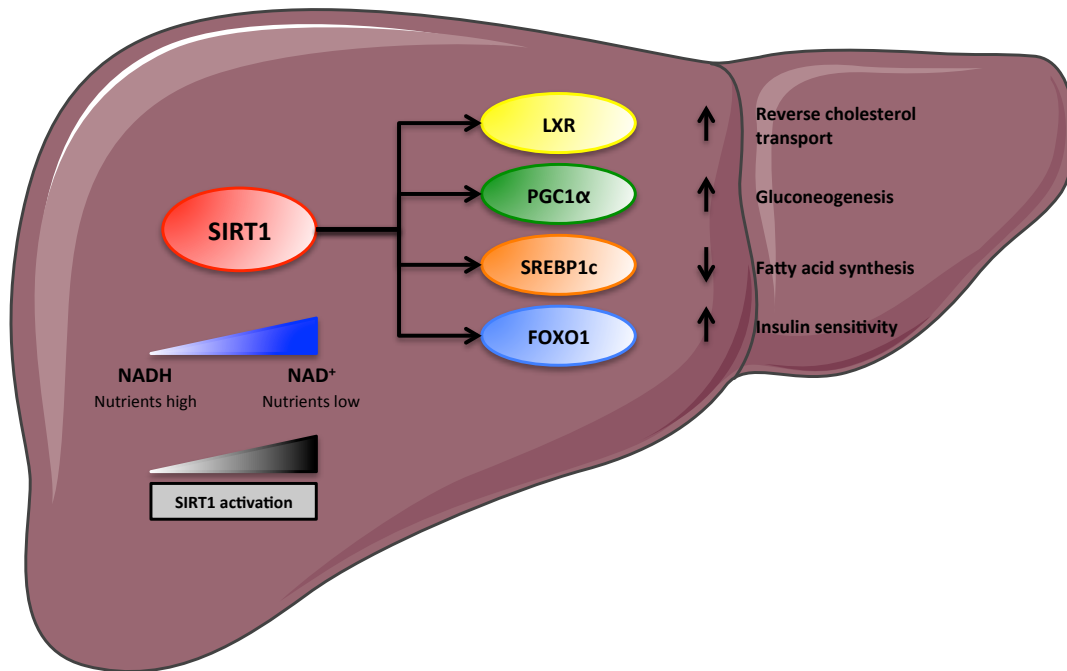 LXR
Reverse cholesterol
transport
PGC1α
Gluconeogenesis
SIRT1
SREBP1c
Fatty acid synthesis
FOXO1
Insulin sensitivity
NADH
NAD⁺
Nutrients high
Nutrients low
SIRT1 activation